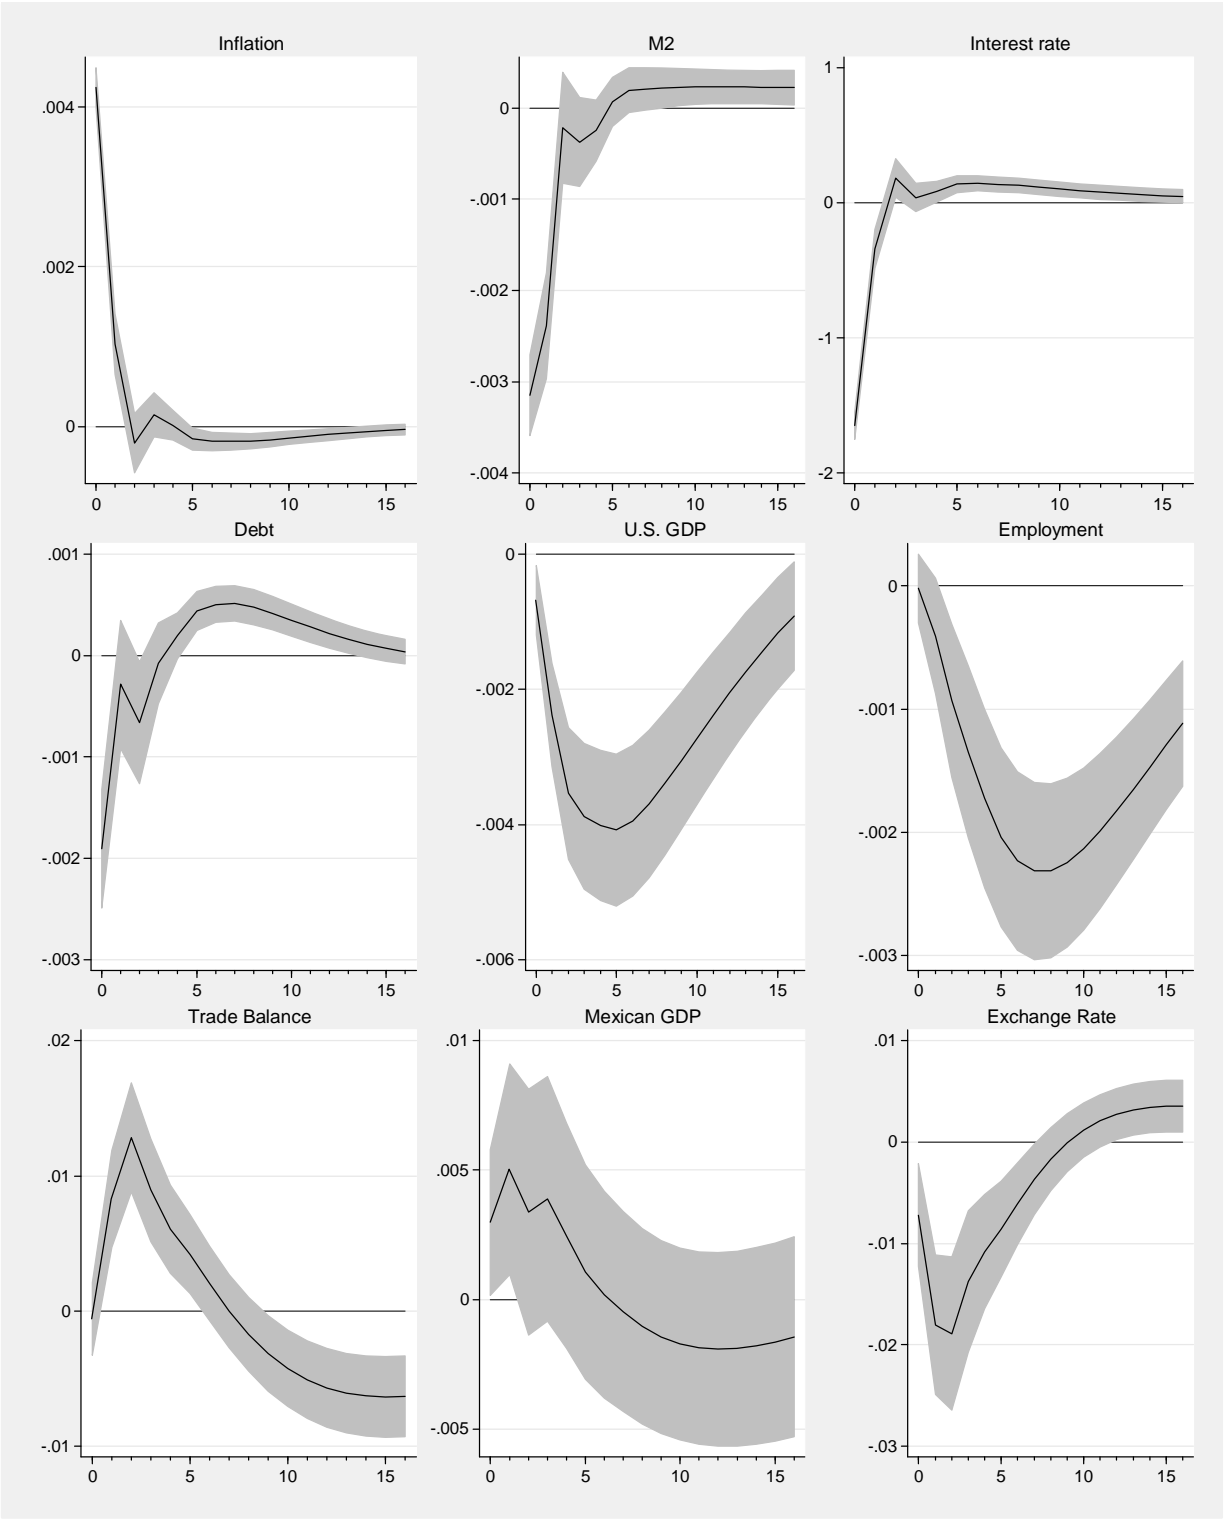 Inflation
M2
Interest rate
.004
.002
0
0 5 10 15
0
-.001
-.002
-.003
-.004
0 5 10 15
1
0
-1
-2
0 5 10 15
Debt
U.S. GDP
Employment
.001
0
-.001
-.002
-.003
0 5 10 15
0
-.002
-.004
-.006
0 5 10 15
0
-.001
-.002
-.003
0 5 10 15
Trade Balance
Mexican GDP
Exchange Rate
.02
.01
0
-.01
0 5 10 15
.01
.005
0
-.005
0 5 10 15
.01
0
-.01
-.02
-.03
0 5 10 15